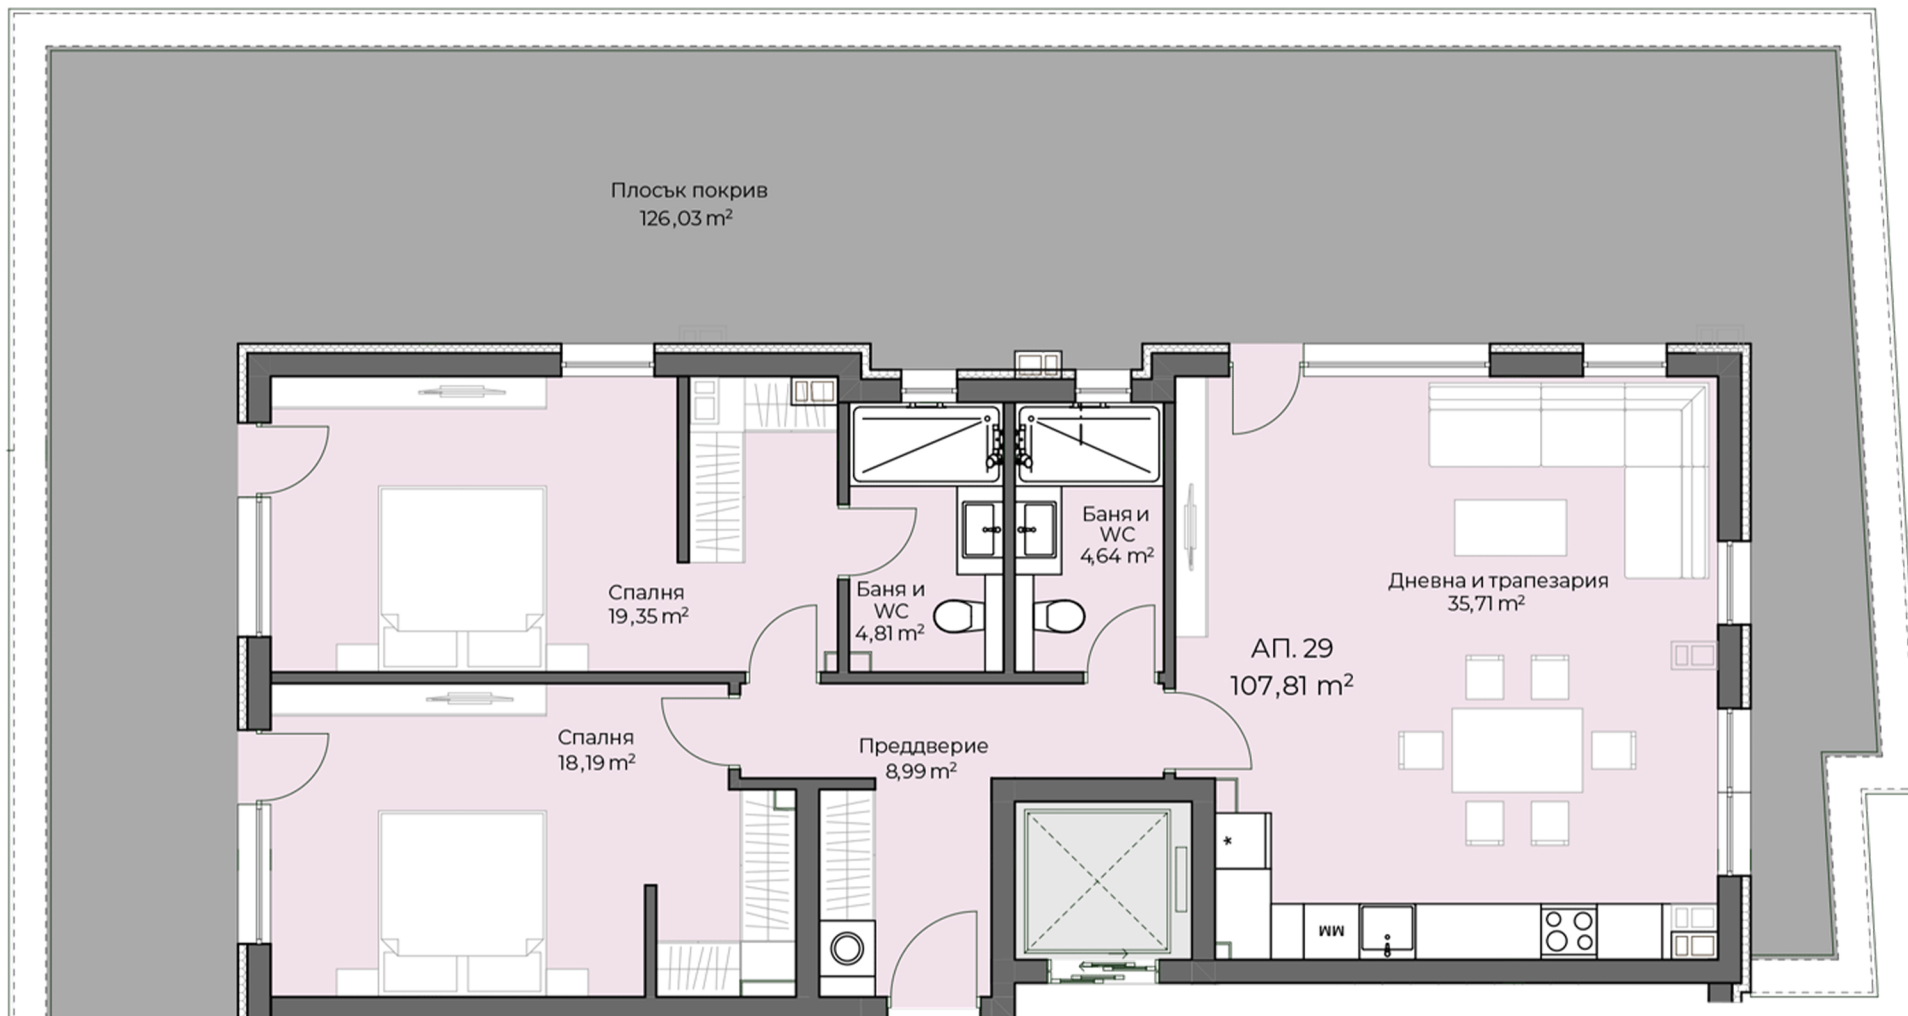 Плосък покрив
126,03 m²
Баня и
WC
4,64 m²
Спалня
19,35 m²
Баня и
WC
4,81 m²
Дневна и трапезария
35,71 m²
АП. 29
107,81 m²
Спалня
18,19 m²
Преддверие
8,99 m²
*
ММ